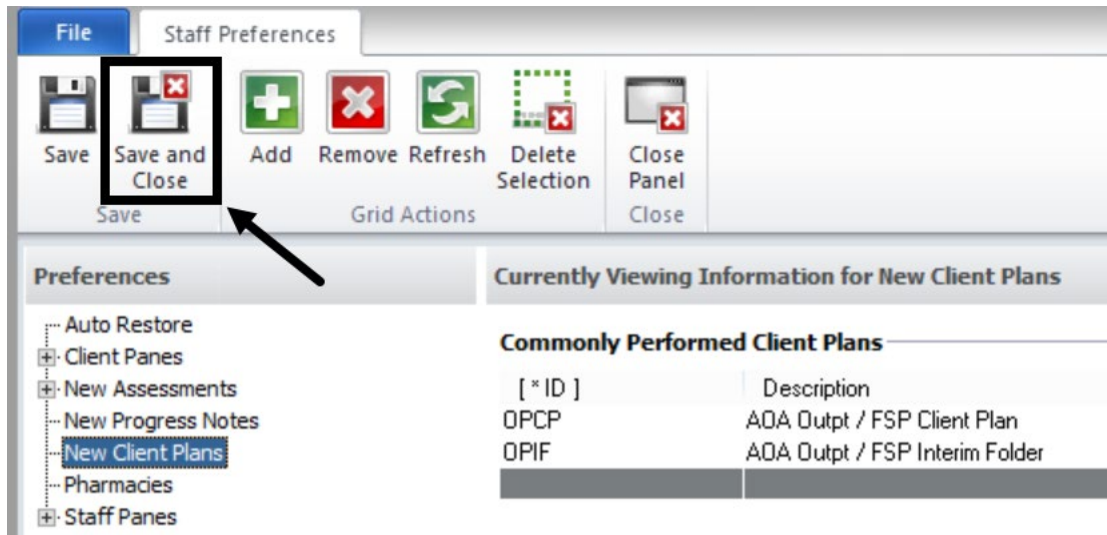 File Staff Preferences
Save Save and Close Add Remove Refresh Delete Selection Close Panel
Save Grid Actions Close
Preferences
Currently Viewing Information for New Client Plans
Auto Restore
Client Panes
New Assessments
New Progress Notes
New Client Plans
Pharmacies
Staff Panes
Commonly Performed Client Plans
[ * ID ] Description
OPCP AOA Outpt / FSP Client Plan
OPIF AOA Outpt / FSP Interim Folder